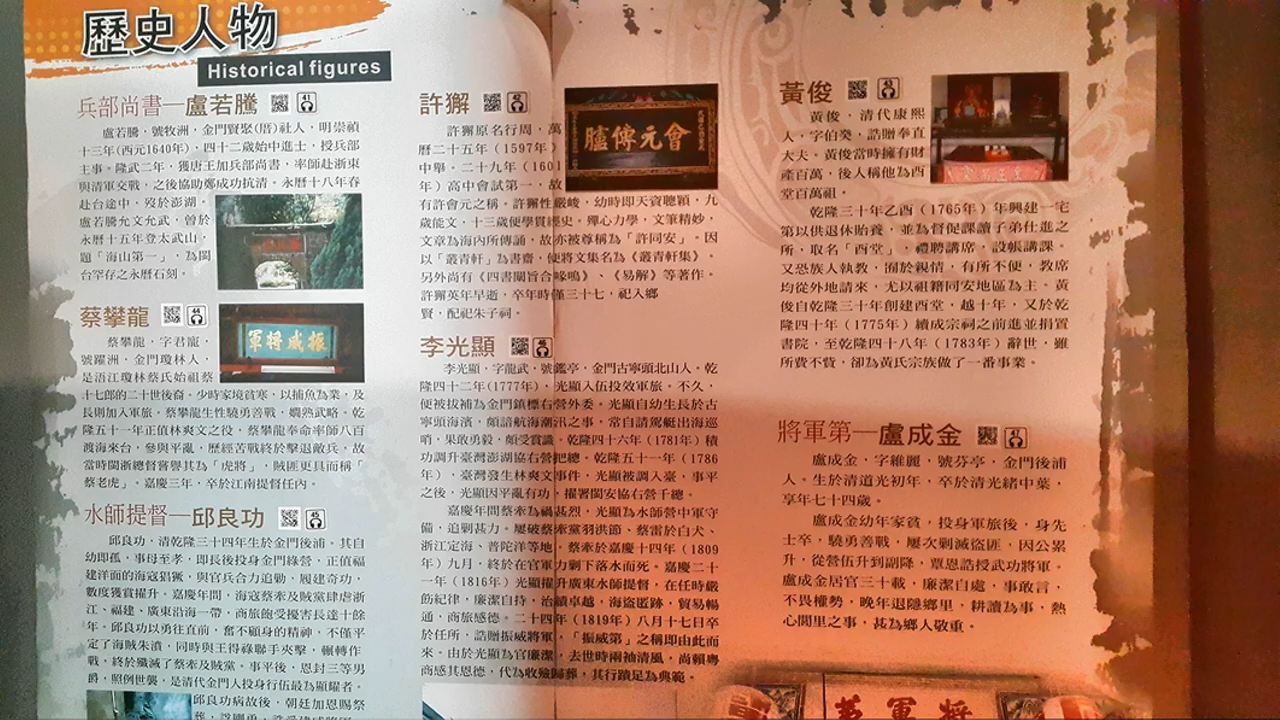 歷史人物
Historical figures
兵部尚書—盧若騰 41
盧若騰，號牧洲，金門賢聚(厝)社人，明崇禎
十三年(西元1640年)，四十二歲始中進士，授兵部
主事。隆武二年，獲唐王加兵部尚書，率師赴浙東
與清軍交戰，之後協助鄭成功抗清。永曆十八年春
赴台途中，歿於澎湖。
盧若騰允文允武，曾於
永曆十五年登太武山，
題「海山第一」，為閩
台罕存之永曆石刻。
蔡攀龍 44
蔡攀龍，字君寵，
號躍洲，金門瓊林人，
是浯江瓊林蔡氏始祖蔡
十七郎的二十世後裔。少時家境貧寒，以捕魚為業，及
長則加入軍旅。蔡攀龍生性驍勇善戰，嫺熟武略。乾
隆五十一年正值林爽文之役，蔡攀龍奉命率師八百
渡海來台，參與平亂，歷經苦戰終於擊退敵兵，故
當時閩浙總督嘗譽其為「虎將」，賊匪更具而稱「
蔡老虎」。嘉慶三年，卒於江南提督任內。
振威將軍
水師提督—邱良功 45
邱良功，清乾隆三十四年生於金門後浦。其自
幼即孤，事母至孝，即長後投身金門綠營，正值福
建洋面的海寇猖獗，與官兵合力追勦，履建奇功，
數度獲賞擢升。嘉慶年間，海寇蔡牽及賊黨肆虐浙
江、福建、廣東沿海一帶，商旅飽受擾害長達十餘
年。邱良功以勇往直前，奮不顧身的精神，不僅平
定了海賊朱濆，同時與王得祿聯手夾擊，輾轉作
戰，終於殲滅了蔡牽及賊黨。事平後，恩封三等男
爵，照例世襲，是清代金門人投身行伍最為顯耀者。
邱良功病故後，朝廷加恩賜祭
許獬 42
許獬原名行周，萬
曆二十五年（1597年）
中舉。二十九年（1601
年）高中會試第一，故
有許會元之稱。許獬性嚴峻，幼時即天資聰穎，九
歲能文，十三歲便學貫經史。殫心力學，文筆精妙，
文章為海內所傳誦，故亦被尊稱為「許同安」。因
以「叢青軒」為書齋，便將文集名為《叢青軒集》。
另外尚有《四書闡旨合喙鳴》、《易解》等著作。
許獬英年早逝，卒年時僅三十七，祀入鄉
賢，配祀朱子祠。
會元傳臚
李光顯 46
李光顯，字龍武，號鑑亭，金門古寧頭北山人。乾
隆四十二年(1777年)，光顯入伍投效軍旅。不久，
便被拔補為金門鎮標右營外委。光顯自幼生長於古
寧頭海濱，頗諳航海潮汛之事，常自請駕艇出海巡
哨，果敢勇毅，頗受賞識。乾隆四十六年（1781年）積
功調升臺灣澎湖協右營把總。乾隆五十一年（1786
年），臺灣發生林爽文事件，光顯被調入臺，事平
之後，光顯因平亂有功，擢署閩安協右營千總。
嘉慶年間蔡牽為禍甚烈，光顯為水師營中軍守
備，追剿甚力。屢破蔡牽黨羽洪節、蔡雷於白犬、
浙江定海、普陀洋等地，蔡牽於嘉慶十四年（1809
年）九月，終於在官軍力剿下落水而死。嘉慶二十
一年（1816年）光顯擢升廣東水師提督，在任時嚴
飭紀律，廉潔自持，治績卓越，海盜匿跡，貿易暢
通，商旅感德。二十四年（1819年）八月十七日卒
於任所，誥贈振威將軍，「振威第」之稱即由此而
來。由於光顯為官廉潔，去世時兩袖清風，尚賴粵
商感其恩德，代為收殮歸葬，其行蹟足為典範。
黃俊 43
黃俊，清代康熙
人，字伯癸，誥贈奉直
大夫。黃俊當時擁有財
產百萬，後人稱他為西
堂百萬祖。
乾隆三十年乙酉（1765年）年興建一宅
第以供退休貽養，並為督促課讀子弟仕進之
所，取名「酉堂」，禮聘講席，設帳講課。
又恐族人執教，囿於親情，有所不便，教席
均從外地請來，尤以祖籍同安地區為主。黃
俊自乾隆三十年創建酉堂，越十年，又於乾
隆四十年（1775年）續成宗祠之前進並捐置
書院，至乾隆四十八年（1783年）辭世，雖
所費不貲，卻為黃氏宗族做了一番事業。
將軍第—盧成金 47
盧成金，字維麗，號芬亭，金門後浦
人。生於清道光初年，卒於清光緒中葉，
享年七十四歲。
盧成金幼年家貧，投身軍旅後，身先
士卒，驍勇善戰，屢次剿滅盜匪，因公累
升，從營伍升到副降，覃恩誥授武功將軍。
盧成金居官三十載，廉潔自處，事敢言，
不畏權勢，晚年退隱鄉里，耕讀為事，熱
心閭里之事，甚為鄉人敬重。
第軍將